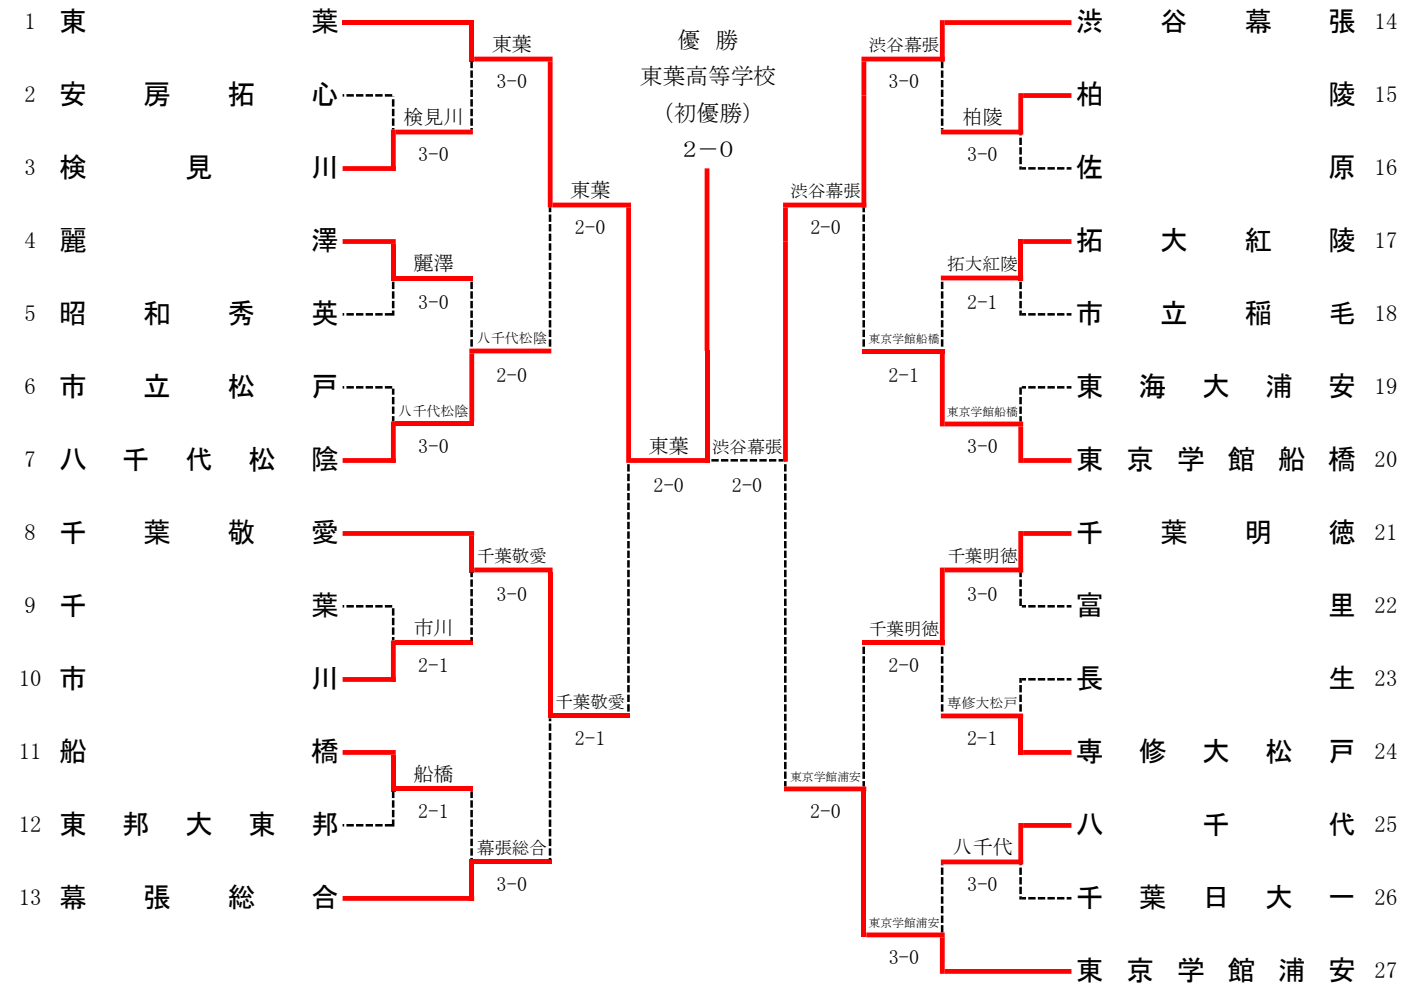 1 東葉
2 安房拓心
3 検見川
4 麗澤
5 昭和秀英
6 市立松戸
7 八千代松陰
8 千葉敬愛
9 千葉
10 市川
11 船橋
12 東邦大東邦
13 幕張総合
東葉
3-0
検見川
3-0
麗澤
3-0
八千代松陰
2-0
八千代松陰
3-0
東葉
2-0
千葉敬愛
3-0
市川
2-1
千葉敬愛
2-1
船橋
2-1
幕張総合
3-0
東葉
2-0
優勝
東葉高等学校
（初優勝）
2－0
渋谷幕張
2-0
渋谷幕張
3-0
柏陵
3-0
渋谷幕張
2-0
拓大紅陵
2-1
東京学館船橋
2-1
東京学館船橋
3-0
千葉明徳
3-0
千葉明徳
2-0
専修大松戸
2-1
東京学館浦安
2-0
八千代
3-0
東京学館浦安
3-0
渋谷幕張 14
柏陵 15
佐原 16
拓大紅陵 17
市立稲毛 18
東海大浦安 19
東京学館船橋 20
千葉明徳 21
富里 22
長生 23
専修大松戸 24
八千代 25
千葉日大一 26
東京学館浦安 27